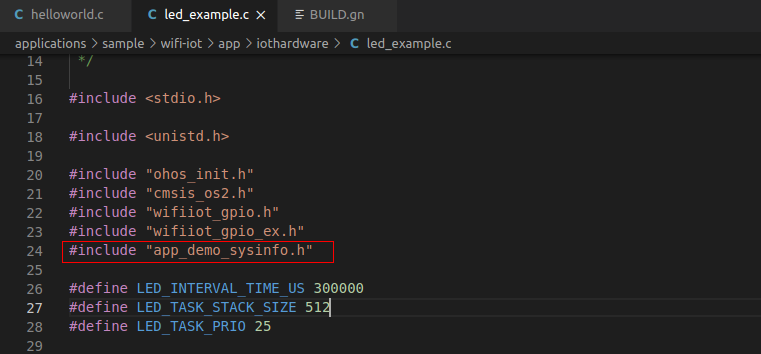 helloworld.c led_example.c × BUILD.gn
applications > sample > wifi-iot > app > iothardware > C led_example.c
14 */
15
16 #include <stdio.h>
17
18 #include <unistd.h>
19
20 #include "ohos_init.h"
21 #include "cmsis_os2.h"
22 #include "wifiiot_gpio.h"
23 #include "wifiiot_gpio_ex.h"
24 #include "app_demo_sysinfo.h"
25
26 #define LED_INTERVAL_TIME_US 300000
27 #define LED_TASK_STACK_SIZE 512
28 #define LED_TASK_PRIO 25
29